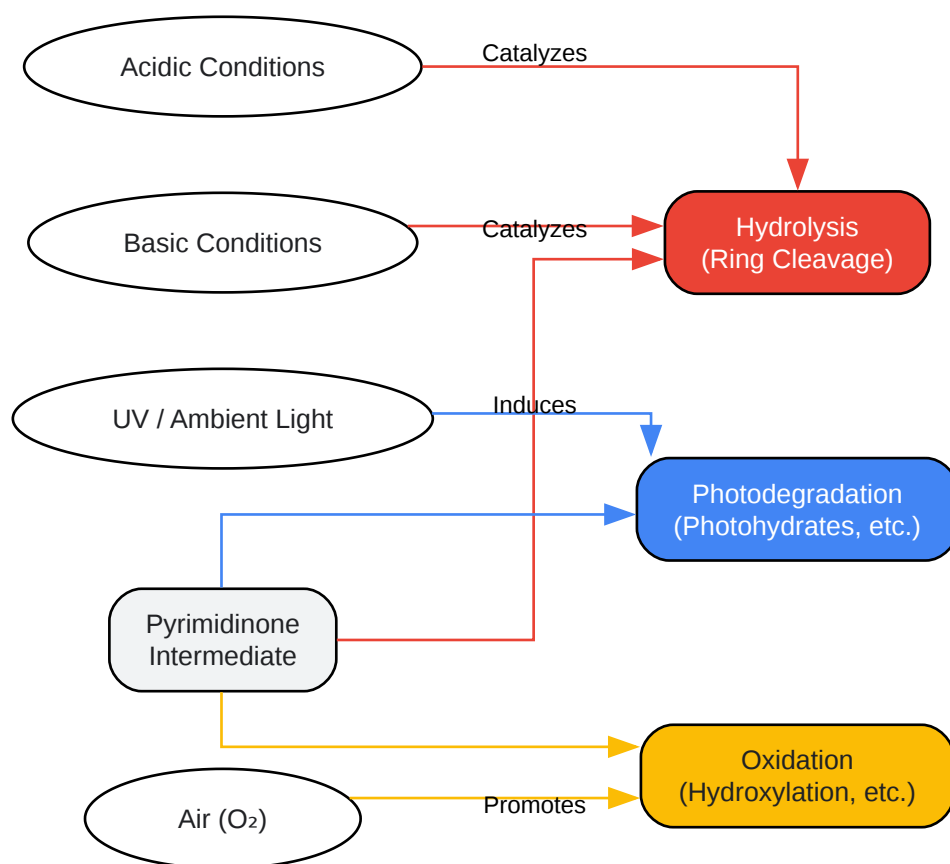 Acidic Conditions
Catalyzes
Basic Conditions
Catalyzes
Hydrolysis
(Ring Cleavage)
UV / Ambient Light
Induces
Photodegradation
(Photohydrates, etc.)
Pyrimidinone
Intermediate
Oxidation
(Hydroxylation, etc.)
Air (O₂)
Promotes